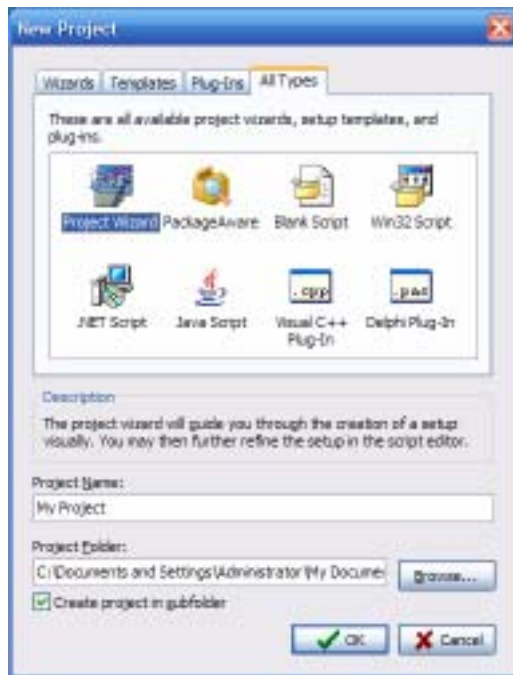 New Project
Wizards Templates Plug-Ins All Types
These are all available project wizards, setup templates, and
plug-ins.
Project Wizard PackageAware Blank Script Win32 Script
.cpp .pas
.NET Script Java Script Visual C++ Plug-In Delphi Plug-In
Description
The project wizard will guide you through the creation of a setup
visually. You may then further refine the setup in the script editor.
Project Name:
My Project
Project Folder:
C:\Documents and Settings\Administrator\My Documen Browse...
Create project in subfolder
OK Cancel